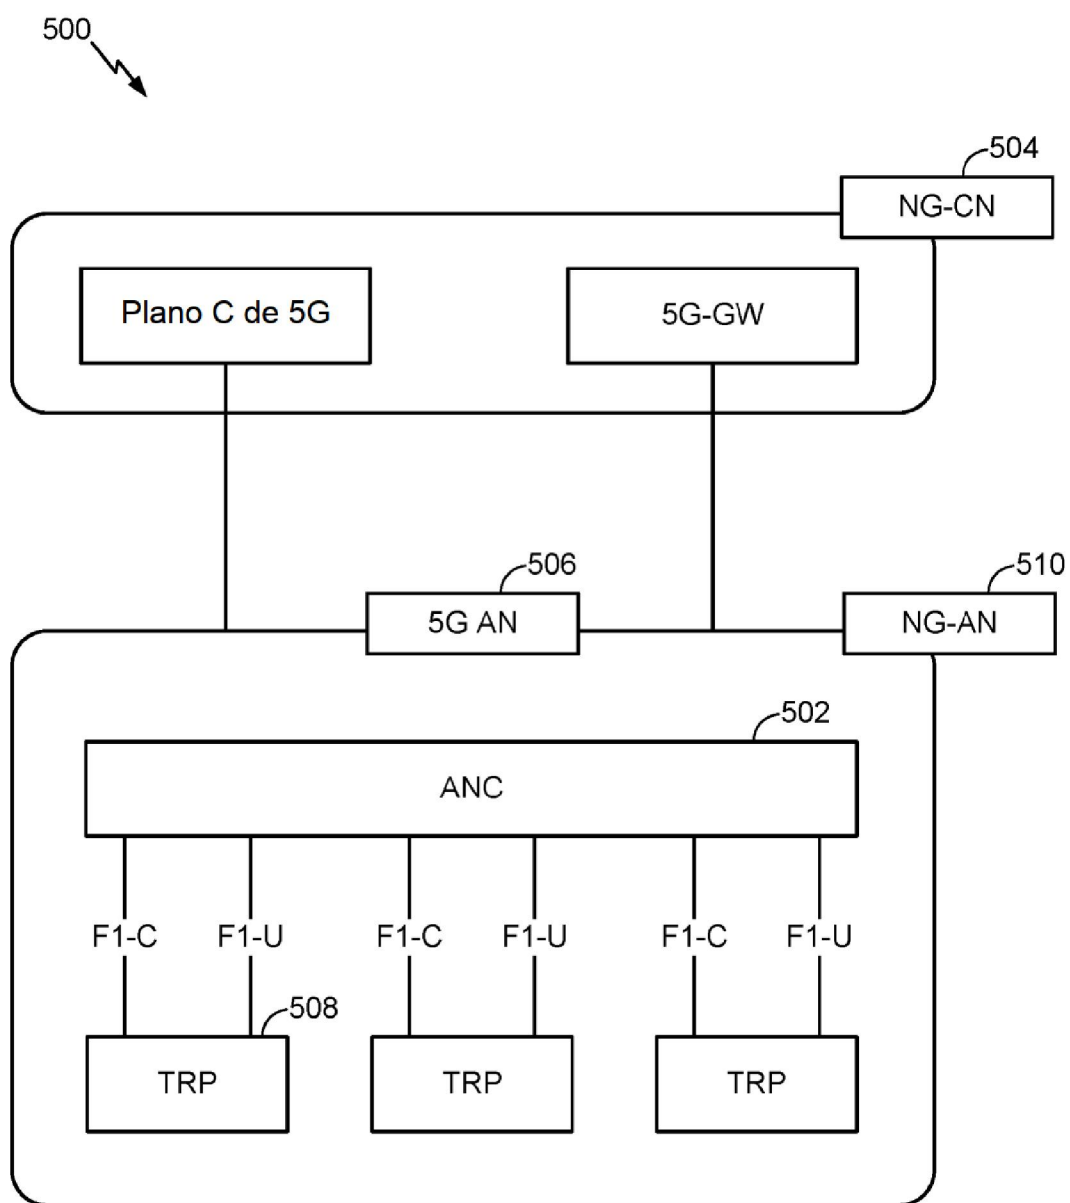 500
504
NG-CN
Plano C de 5G
5G-GW
506
510
5G AN
NG-AN
502
ANC
F1-C F1-U F1-C F1-U F1-C F1-U
508
TRP TRP TRP